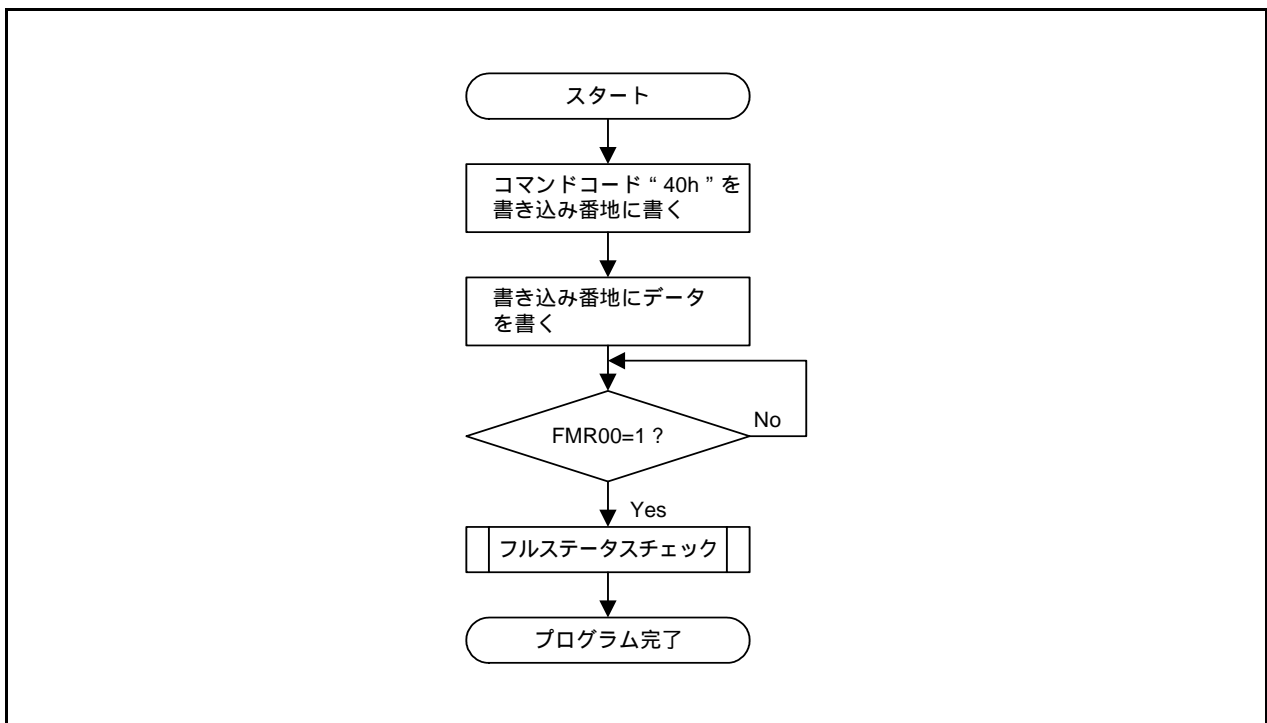 スタート
コマンドコード“40h”を
書き込み番地に書く
書き込み番地にデータ
を書く
FMR00=1 ?
No
Yes
フルステータスチェック
プログラム完了